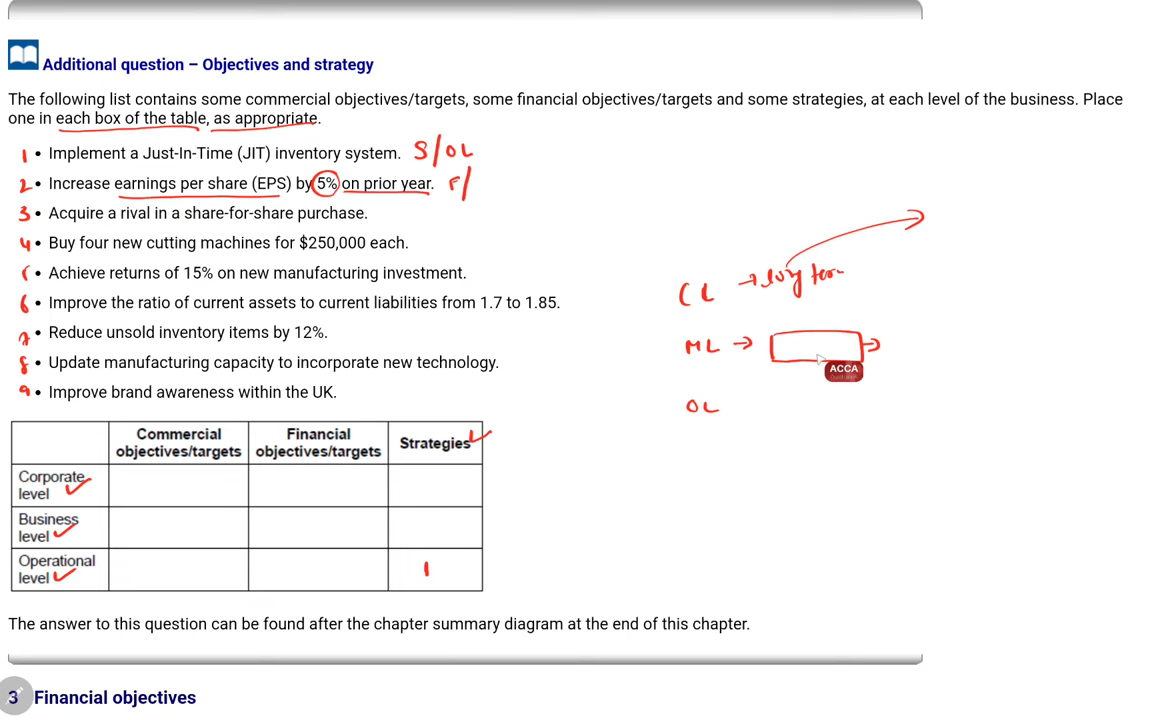 Additional question – Objectives and strategy
The following list contains some commercial objectives/targets, some financial objectives/targets and some strategies, at each level of the business. Place
one in each box of the table, as appropriate.
1 • Implement a Just-In-Time (JIT) inventory system. S/OL
2 • Increase earnings per share (EPS) by 5% on prior year. F/
3 • Acquire a rival in a share-for-share purchase.
4 • Buy four new cutting machines for $250,000 each.
• Achieve returns of 15% on new manufacturing investment.
CL → long ter
6 • Improve the ratio of current assets to current liabilities from 1.7 to 1.85.
7 • Reduce unsold inventory items by 12%.
ML →
8 • Update manufacturing capacity to incorporate new technology.
ACCA
9 • Improve brand awareness within the UK.
OL
Commercial objectives/targets Financial objectives/targets Strategies
Corporate level
Business level
Operational level 1
The answer to this question can be found after the chapter summary diagram at the end of this chapter.
3 Financial objectives